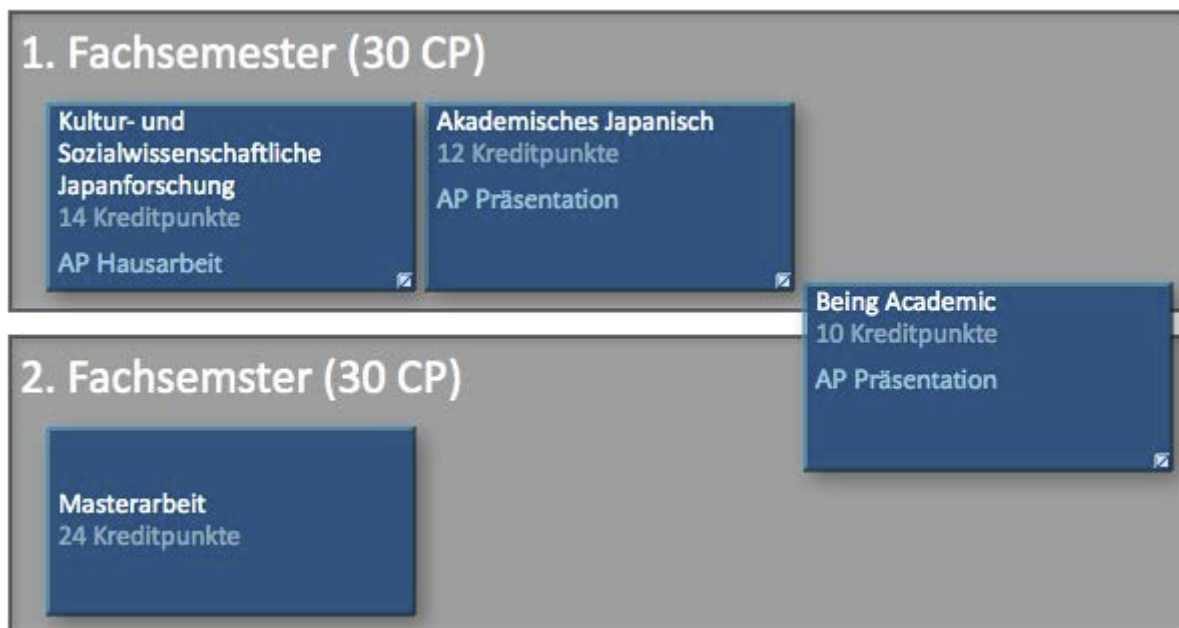 1. Fachsemester (30 CP)
Kultur- und
Sozialwissenschaftliche
Japanforschung
14 Kreditpunkte
AP Hausarbeit
Akademisches Japanisch
12 Kreditpunkte
AP Präsentation
Being Academic
10 Kreditpunkte
AP Präsentation
2. Fachsemster (30 CP)
Masterarbeit
24 Kreditpunkte